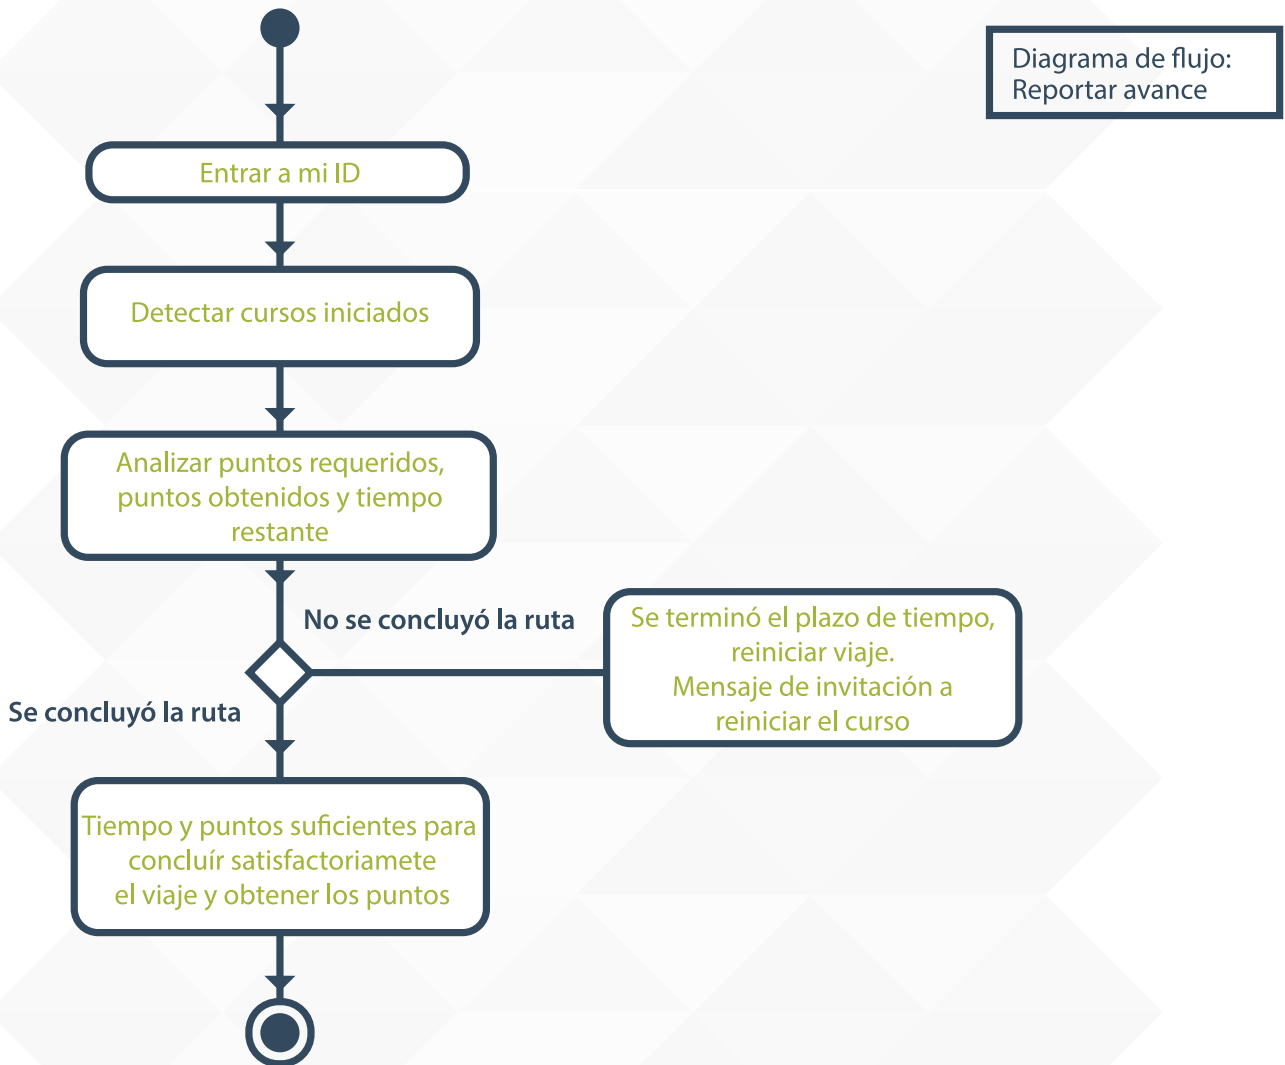 Diagrama de flujo:
Reportar avance
Entrar a mi ID
Detectar cursos iniciados
Analizar puntos requeridos,
puntos obtenidos y tiempo
restante
No se concluyó la ruta
Se terminó el plazo de tiempo,
reiniciar viaje.
Mensaje de invitación a
reiniciar el curso
Se concluyó la ruta
Tiempo y puntos suficientes para
concluír satisfactoriamete
el viaje y obtener los puntos